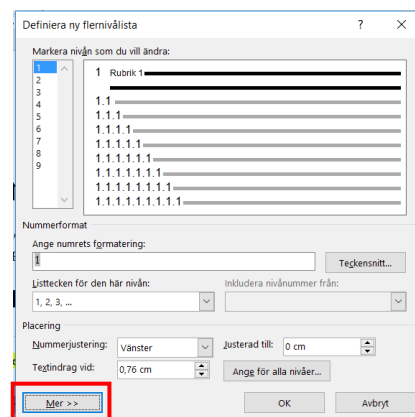 Definiera ny flernivålista ? ×
Markera nivån som du vill ändra:
1
2
3
4
5
6
7
8
9
1 Rubrik 1
1.1
1.1.1
1.1.1.1
1.1.1.1.1
1.1.1.1.1.1
1.1.1.1.1.1.1
1.1.1.1.1.1.1.1
1.1.1.1.1.1.1.1.1
Nummerformat
Ange numrets formatering:
1
Teckensnitt...
Listtecken för den här nivån: Inkludera nivånummer från:
1, 2, 3, ...
Placering
Nummerjustering: Vänster Justerad till: 0 cm
Textindrag vid: 0,76 cm Ange för alla nivåer...
Mer >> OK Avbryt